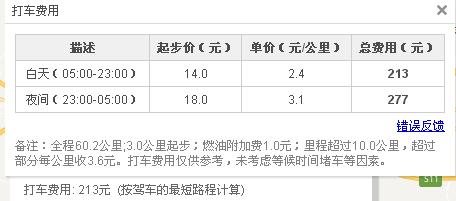 打车费用
描述 起步价（元） 单价（元/公里） 总费用（元）
白天（05:00-23:00） 14.0 2.4 213
夜间（23:00-05:00） 18.0 3.1 277
错误反馈
备注：全程60.2公里;3.0公里起步；燃油附加费1.0元；里程超过10.0公里，超过
部分每公里收3.6元。打车费用仅供参考，未考虑等候时间堵车等因素。
打车费用: 213元 (按驾车的最短路程计算)
S11